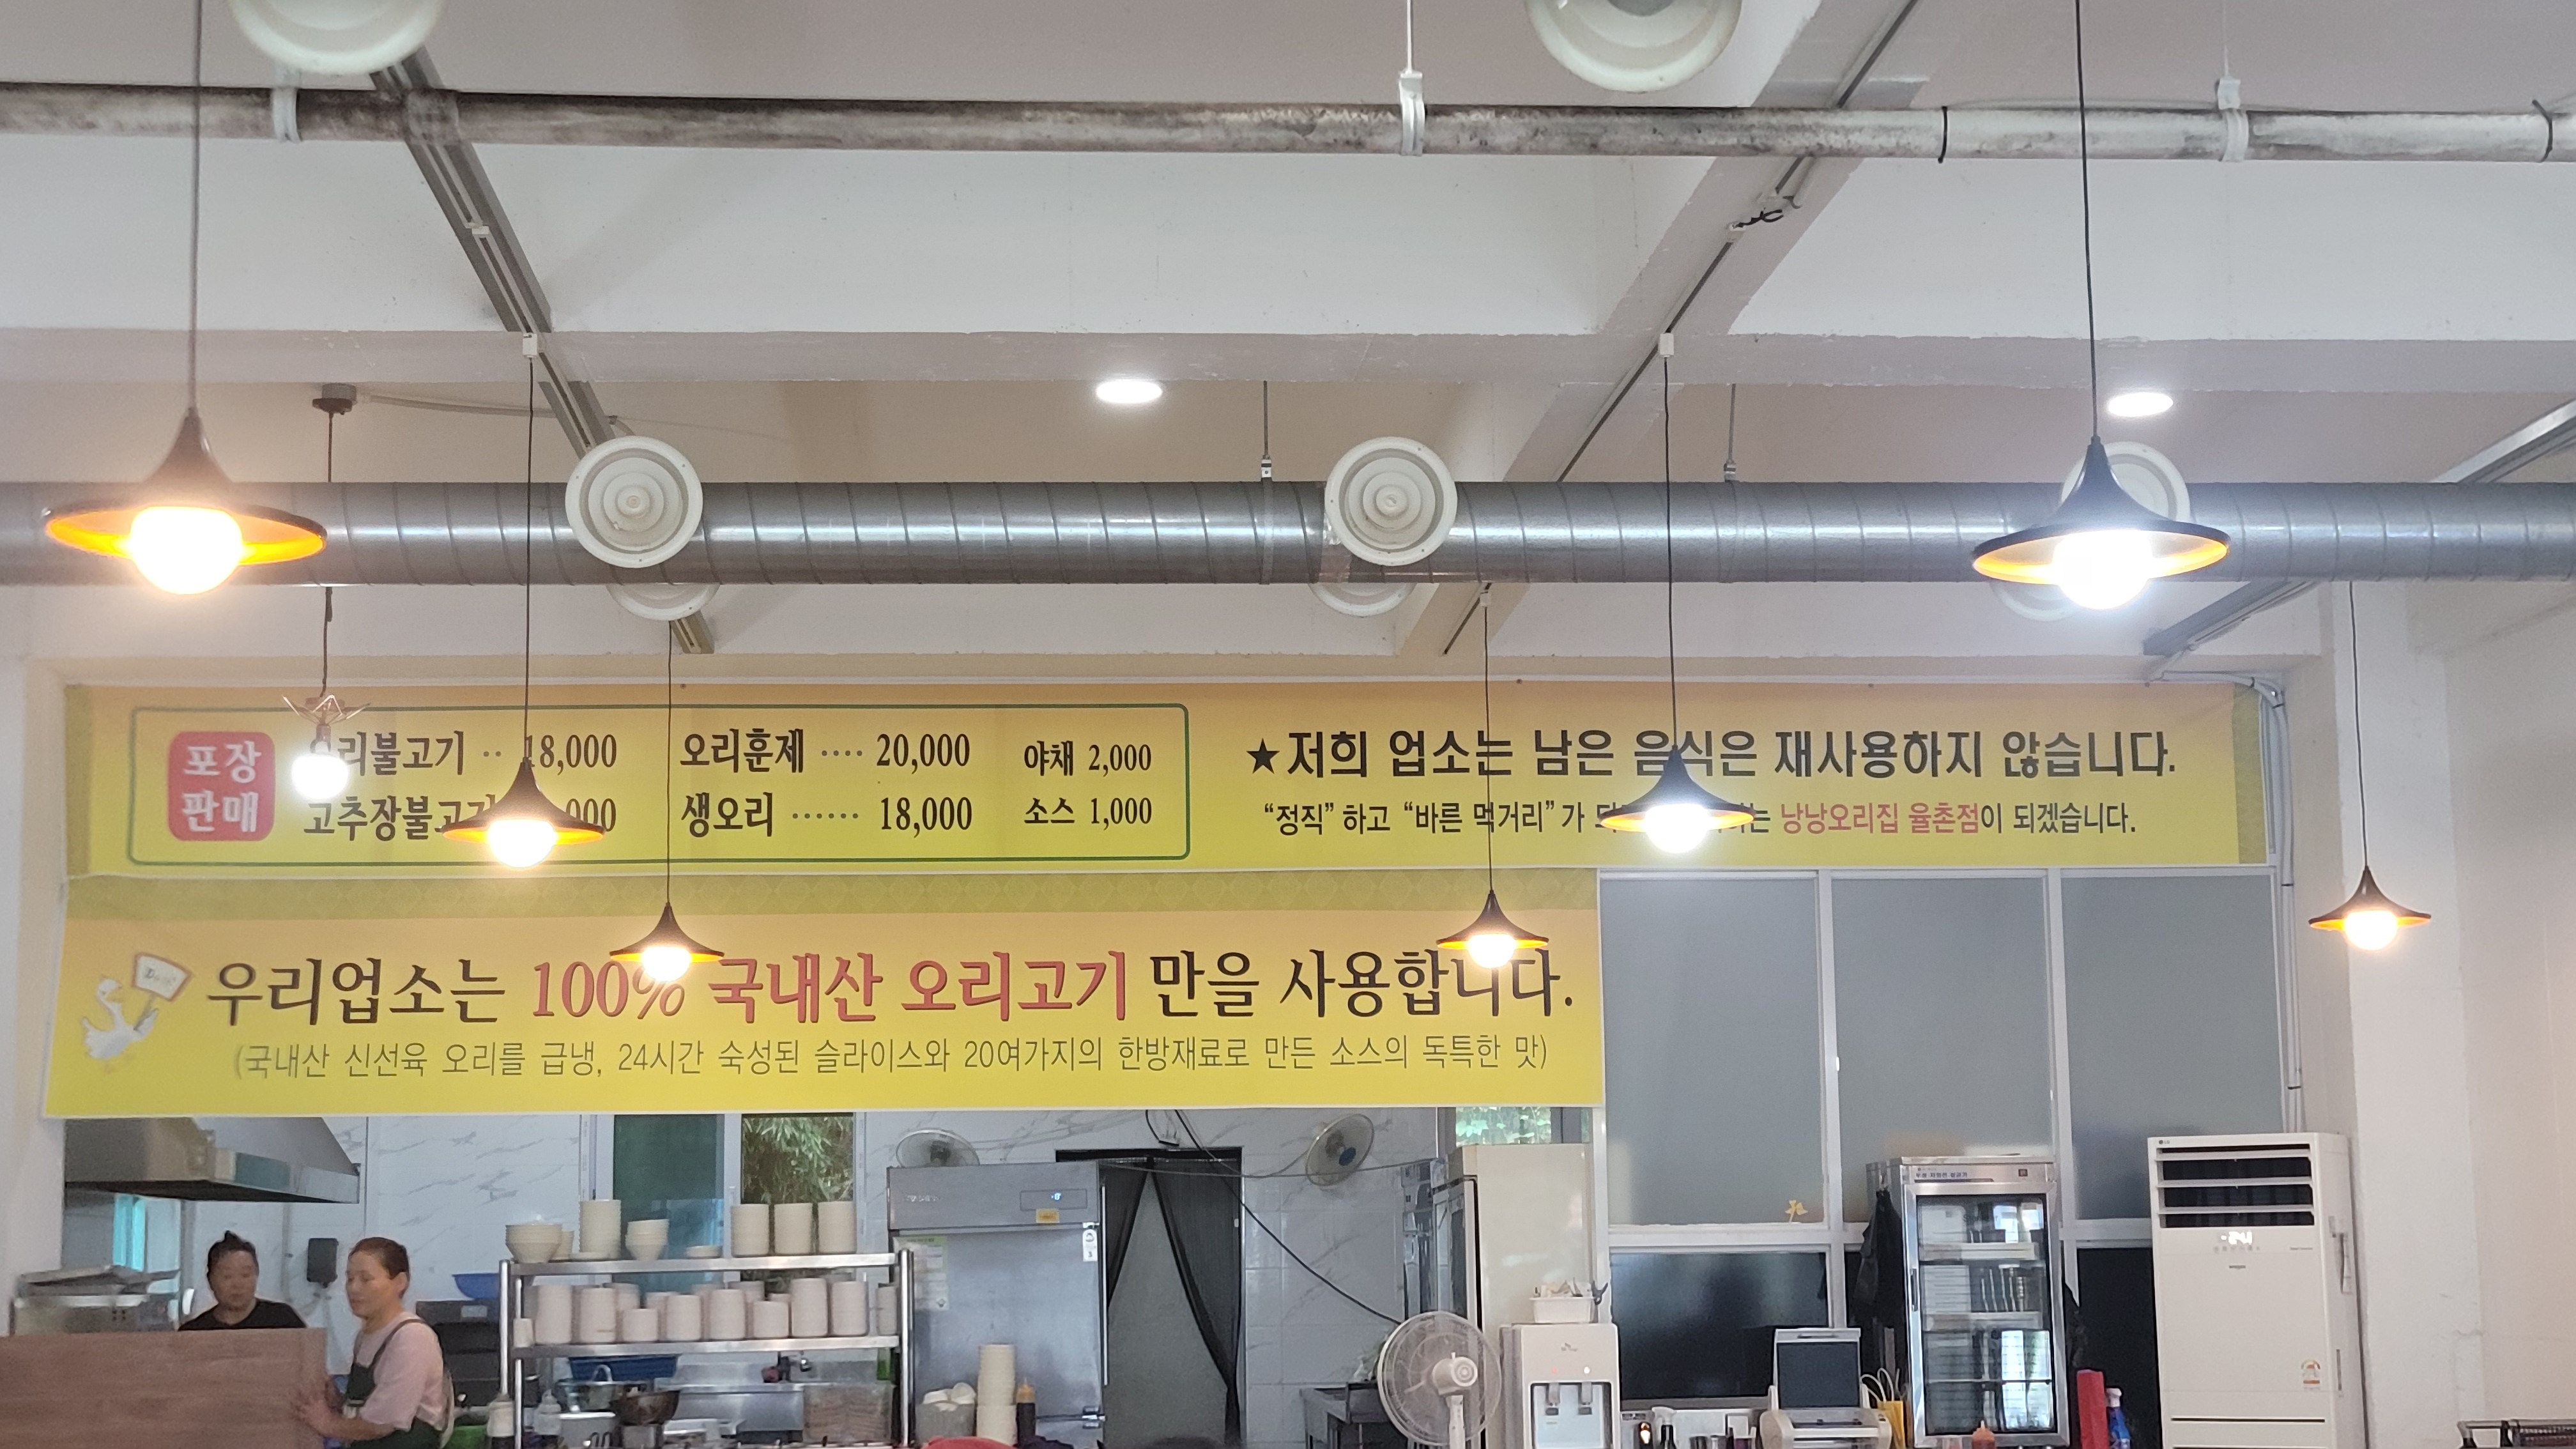 포장
판매
오리불고기 ·· 18,000
오리훈제 ···· 20,000
야채 2,000
고추장불고기
생오리 ······ 18,000
소스 1,000
★저희 업소는 남은 음식은 재사용하지 않습니다.
“정직” 하고 “바른 먹거리” 가 낭낭오리집 율촌점이 되겠습니다.
우리업소는 100% 국내산 오리고기 만을 사용합니다.
(국내산 신선육 오리를 급냉, 24시간 숙성된 슬라이스와 20여가지의 한방재료로 만든 소스의 독특한 맛)